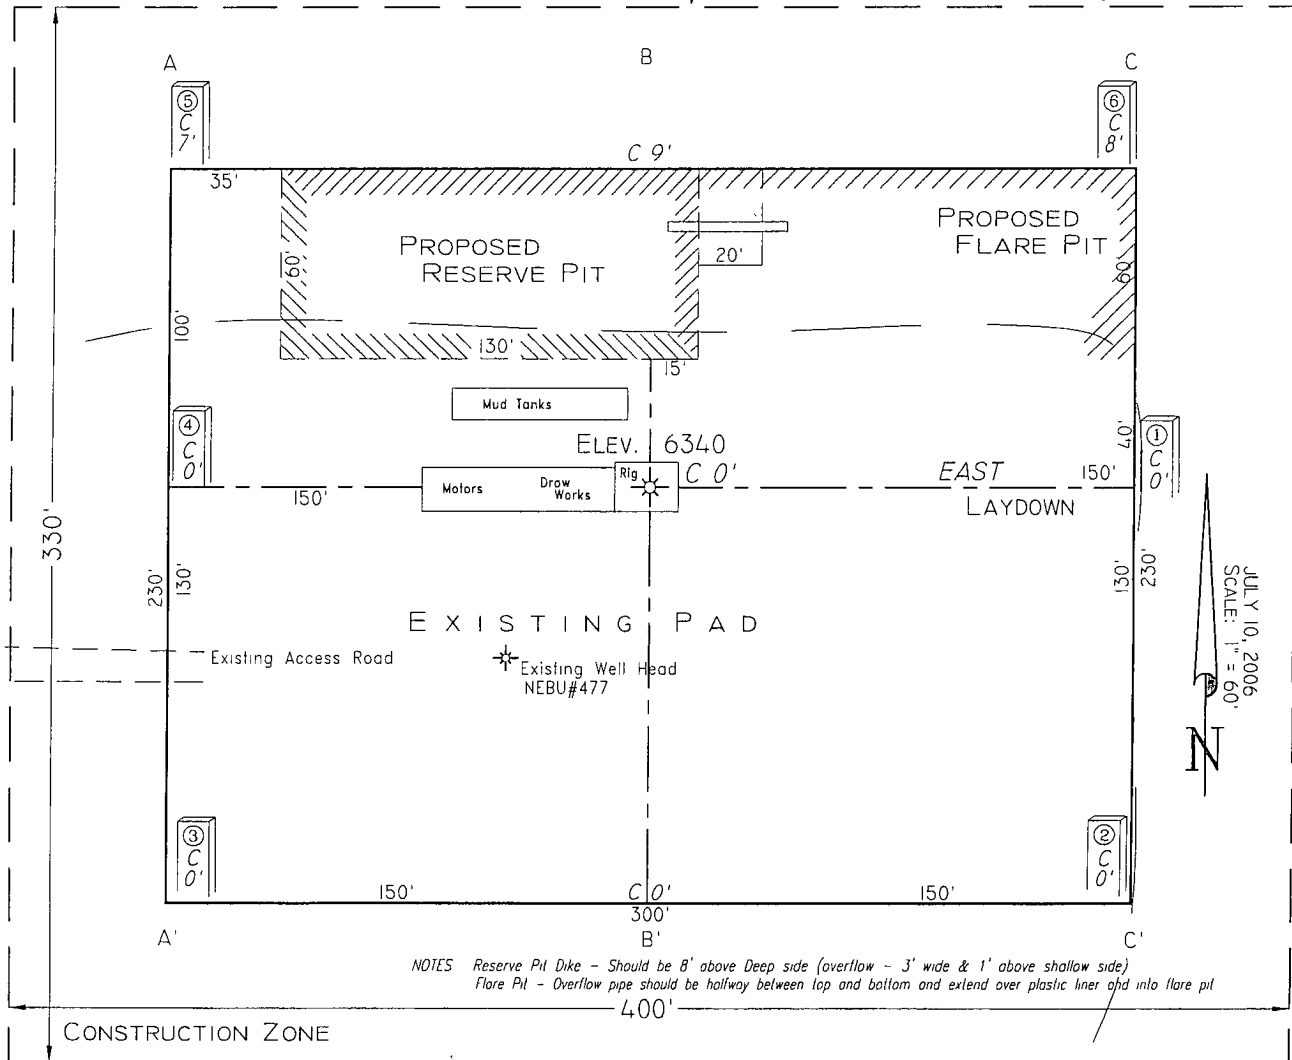 A
B
C
⑤
C
7'
⑥
C
8'
C 9'
35'
PROPOSED
RESERVE PIT
PROPOSED
FLARE PIT
60'
20'
60'
100'
130'
15'
Mud Tanks
④
C
0'
ELEV. 6340
C 0'
Rig
Motors
Draw
Works
150'
EAST
150'
LAYDOWN
40'
①
C
0'
330'
230'
130'
130'
230'
JULY 10, 2006
SCALE: 1" = 60'
N
EXISTING PAD
Existing Access Road
Existing Well Head
NEBU#477
③
C
0'
②
C
0'
150'
C 0'
150'
300'
A'
B'
C'
NOTES Reserve Pit Dike - Should be 8' above Deep side (overflow - 3' wide & 1' above shallow side)
Flare Pit - Overflow pipe should be halfway between top and bottom and extend over plastic liner and into flare pit
400'
CONSTRUCTION ZONE